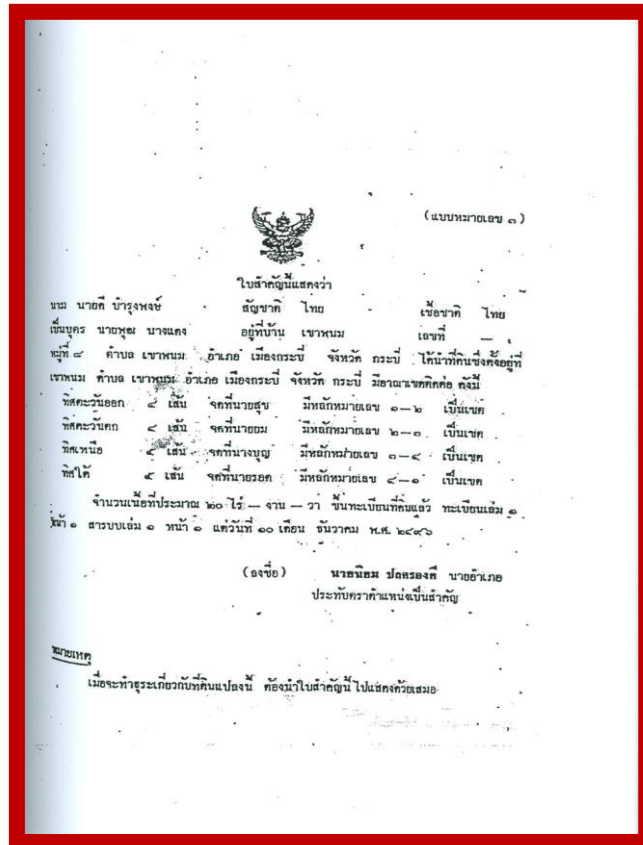 (แบบหมายเลข ๑)
ใบสำคัญนี้แสดงว่า
นาม นายดี บำรุงพงษ์ สัญชาติ ไทย เชื้อชาติ ไทย
เป็นบุตร นายพุฒ นางแดง อยู่ที่บ้าน เขาพนม เลขที่ —
หมู่ที่ ๘ ตำบล เขาพนม อำเภอ เมืองกระบี่ จังหวัด กระบี่ ได้นำที่ดินซึ่งตั้งอยู่ที่
เขาพนม ตำบล เขาพนม อำเภอ เมืองกระบี่ จังหวัด กระบี่ มีอาณาเขตติดต่อ ดังนี้
ทิศตะวันออก ๔ เส้น จดที่นายสุข มีหลักหมายเลข ๑–๒ เป็นเขต
ทิศตะวันตก ๔ เส้น จดที่นายยม มีหลักหมายเลข ๒–๓ เป็นเขต
ทิศเหนือ เส้น จดที่นางบุญ มีหลักหมายเลข ๓–๔ เป็นเขต
ทิศใต้ เส้น จดที่นายรอด มีหลักหมายเลข ๔–๑ เป็นเขต
จำนวนเนื้อที่ประมาณ ๒๐ ไร่ — งาน — วา ขึ้นทะเบียนที่ดินแล้ว ทะเบียนเล่ม ๑
หน้า ๑ สารบบเล่ม ๑ หน้า ๑ แต่วันที่ ๑๐ เดือน ธันวาคม พ.ศ. ๒๔๙๖
(ลงชื่อ) นายนิยม ปลดรองดี นายอำเภอ
ประทับตราตำแหน่งเป็นสำคัญ
หมายเหตุ
เมื่อจะทำธุระเกี่ยวกับที่ดินแปลงนี้ ต้องนำใบสำคัญนี้ไปแสดงด้วยเสมอ